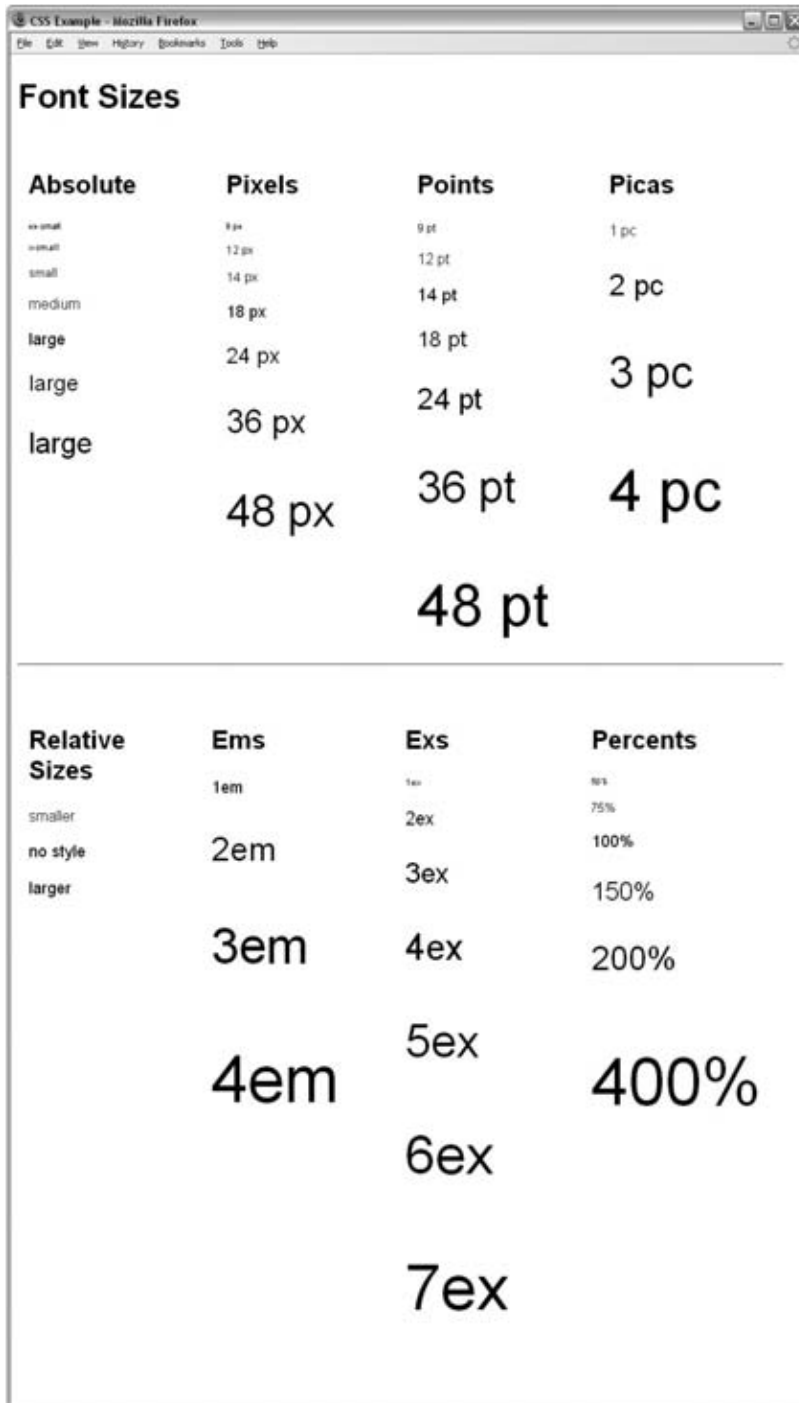 CSS Example - Mozilla Firefox
File Edit View History Bookmarks Tools Help
Font Sizes
Absolute
xx-small
x-small
small
medium
large
large
large
Pixels
9 px
12 px
14 px
18 px
24 px
36 px
48 px
Points
9 pt
12 pt
14 pt
18 pt
24 pt
36 pt
48 pt
Picas
1 pc
2 pc
3 pc
4 pc
Relative
Sizes
smaller
no style
larger
Ems
1em
2em
3em
4em
Exs
1ex
2ex
3ex
4ex
5ex
6ex
7ex
Percents
50%
75%
100%
150%
200%
400%